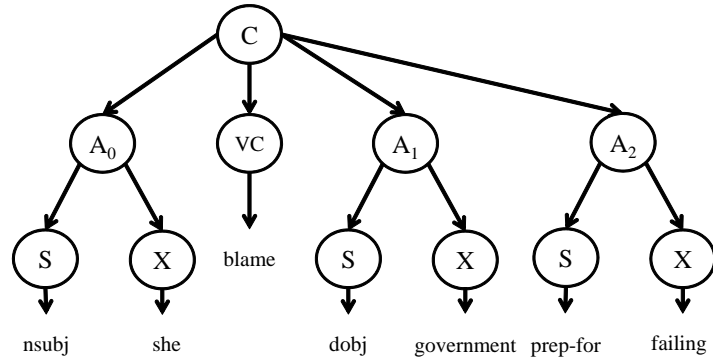 C
A₀ VC A₁ A₂
S X blame S X S X
nsubj she dobj government prep-for failing